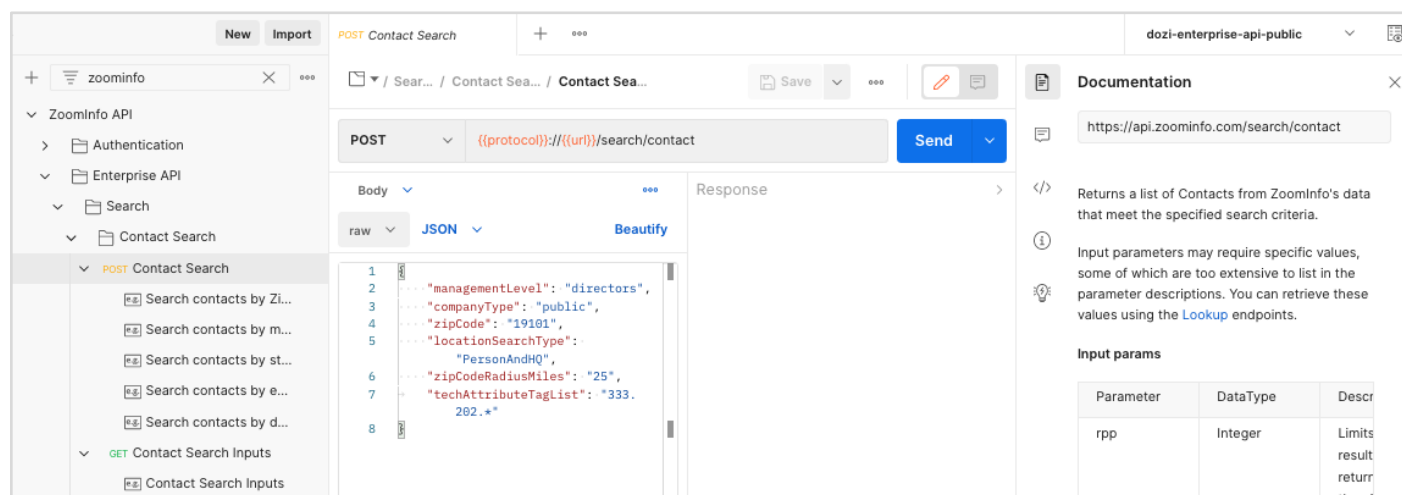 New Import
POST Contact Search
dozi-enterprise-api-public
zoominfo
ZoomInfo API
Authentication
Enterprise API
Search
Contact Search
POST Contact Search
e.g. Search contacts by Zi...
e.g. Search contacts by m...
e.g. Search contacts by st...
e.g. Search contacts by e...
e.g. Search contacts by d...
GET Contact Search Inputs
e.g. Contact Search Inputs
/ Sear... / Contact Sea... / Contact Sea...
Save
POST {{protocol}}://{{url}}/search/contact
Send
Body
raw JSON Beautify
1 {
2 "managementLevel": "directors",
3 "companyType": "public",
4 "zipCode": "19101",
5 "locationSearchType":
"PersonAndHQ",
6 "zipCodeRadiusMiles": "25",
7 "techAttributeTagList": "333.
202.*"
8 }
Response
Documentation
https://api.zoominfo.com/search/contact
Returns a list of Contacts from ZoomInfo's data
that meet the specified search criteria.
Input parameters may require specific values,
some of which are too extensive to list in the
parameter descriptions. You can retrieve these
values using the Lookup endpoints.
Input params
Parameter DataType Descr
rpp Integer Limits
result
return